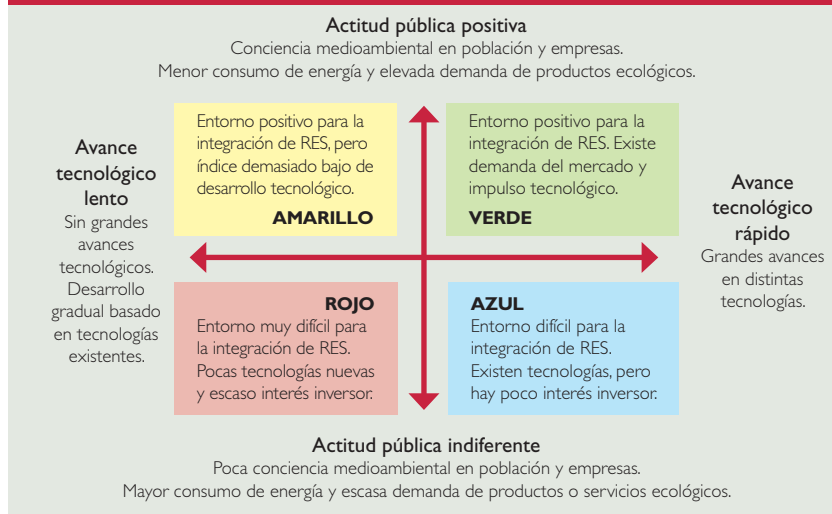 Actitud pública positiva
Conciencia medioambiental en población y empresas.
Menor consumo de energía y elevada demanda de productos ecológicos.
Avance
tecnológico
lento
Sin grandes
avances
tecnológicos.
Desarrollo
gradual basado
en tecnologías
existentes.
Entorno positivo para la
integración de RES, pero
índice demasiado bajo de
desarrollo tecnológico.
AMARILLO
Entorno positivo para la
integración de RES. Existe
demanda del mercado y
impulso tecnológico.
VERDE
Avance
tecnológico
rápido
Grandes avances
en distintas
tecnologías.
ROJO
Entorno muy difícil para
la integración de RES.
Pocas tecnologías nuevas
y escaso interés inversor.
AZUL
Entorno difícil para la
integración de RES.
Existen tecnologías, pero
hay poco interés inversor.
Actitud pública indiferente
Poca conciencia medioambiental en población y empresas.
Mayor consumo de energía y escasa demanda de productos o servicios ecológicos.